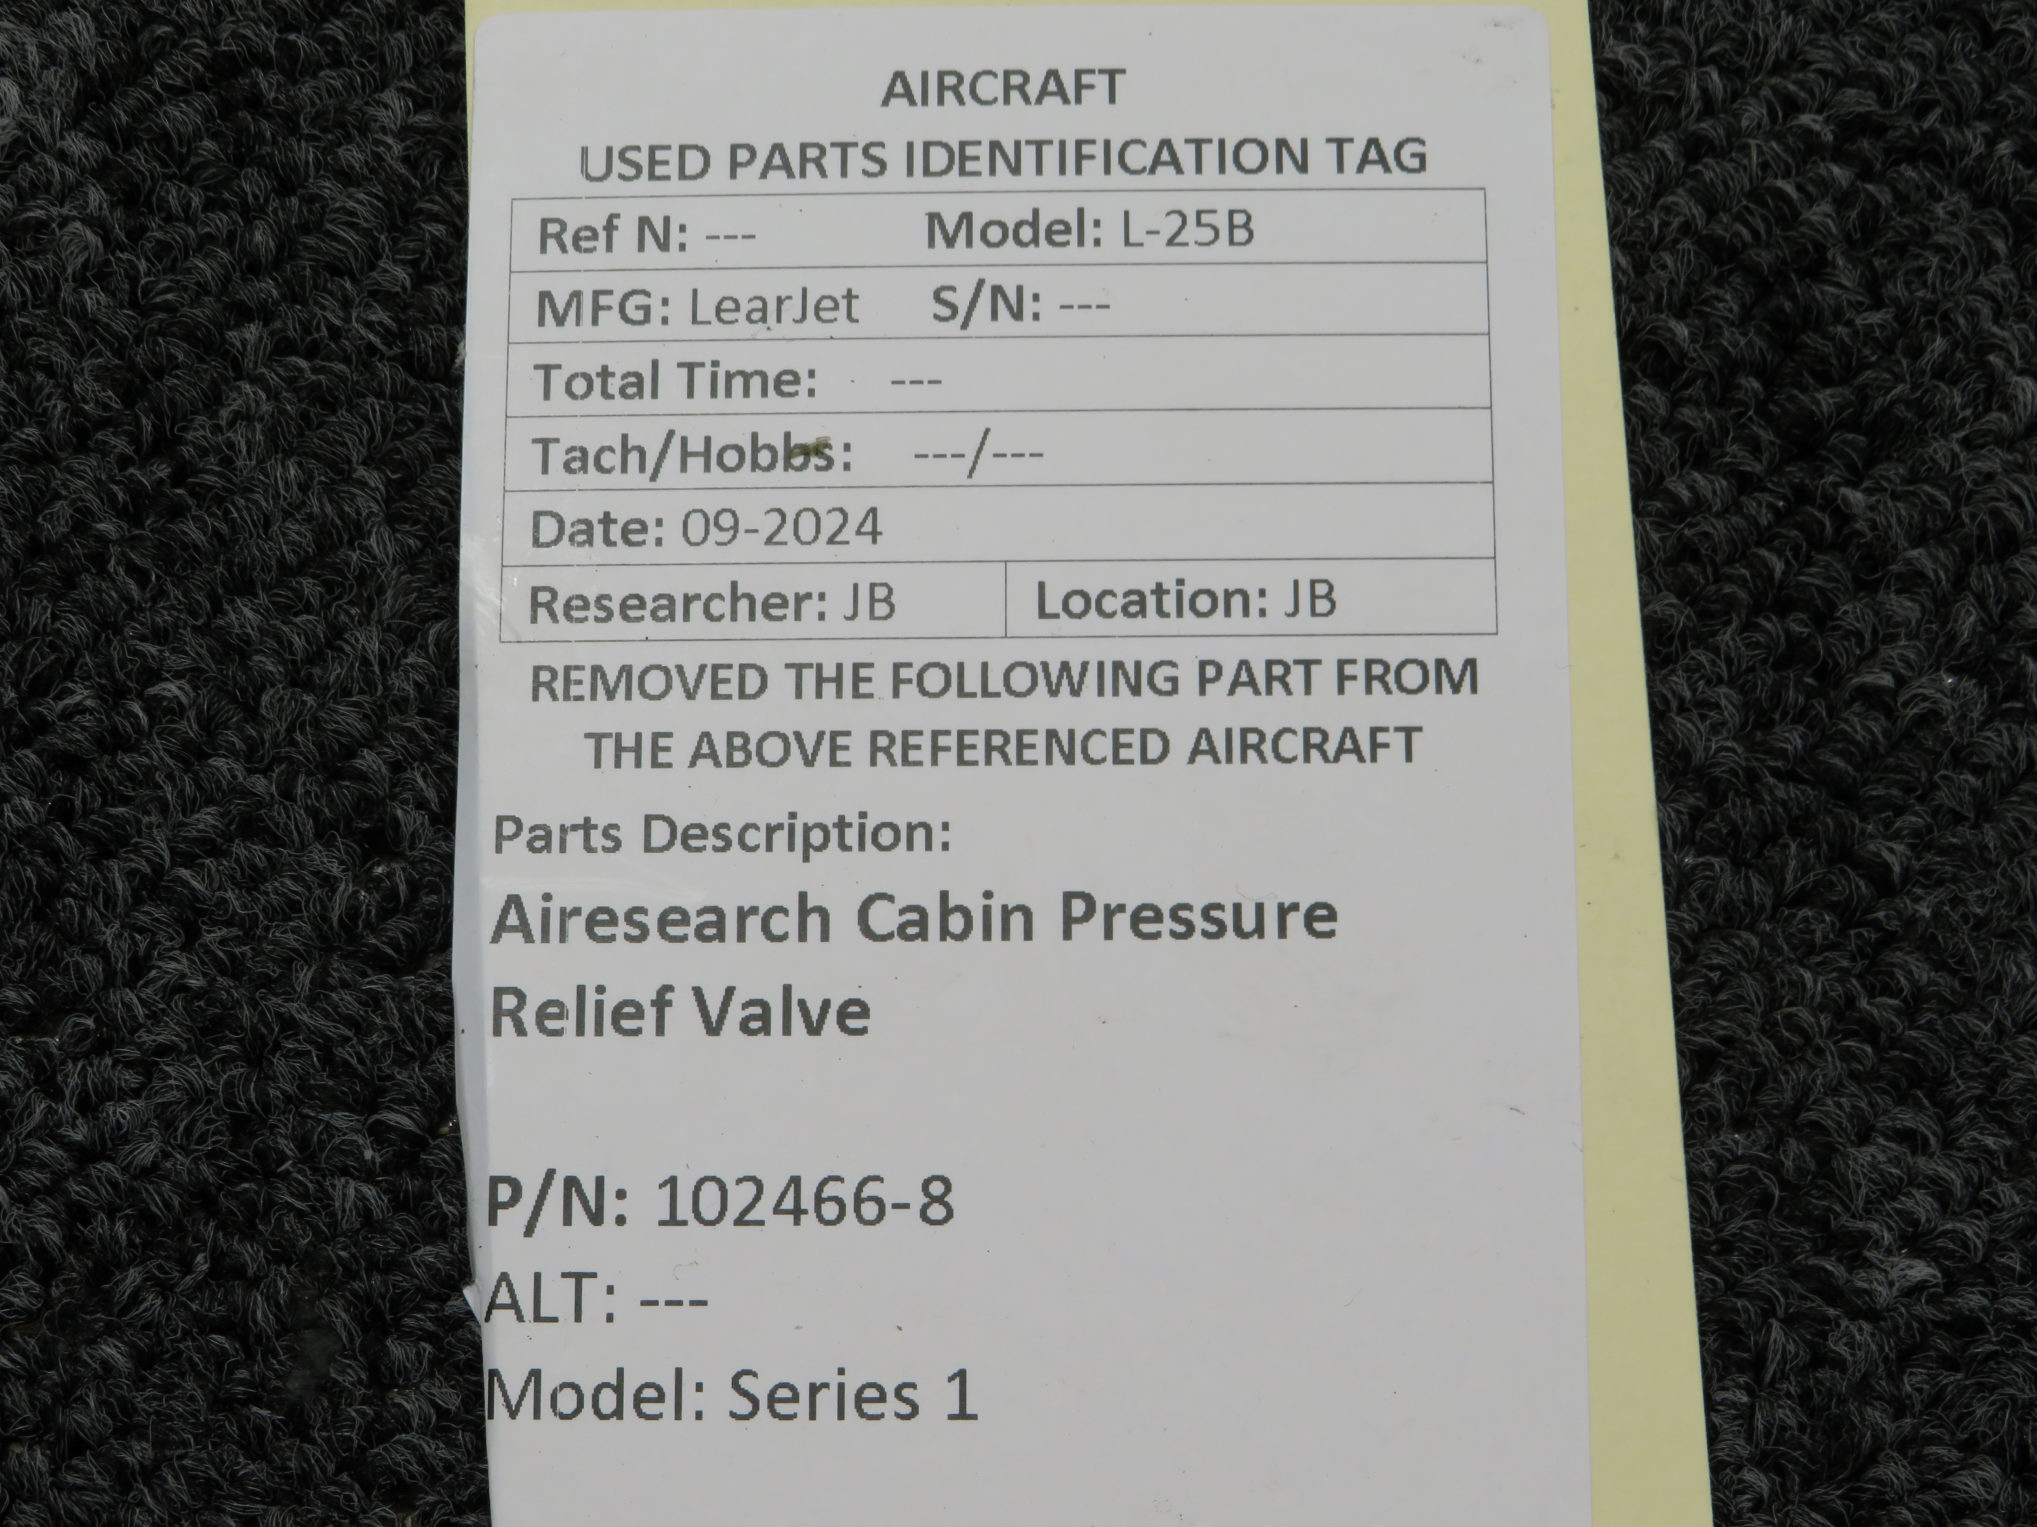 AIRCRAFT
USED PARTS IDENTIFICATION TAG
Ref N: --- Model: L-25B
MFG: LearJet S/N: ---
Total Time: ---
Tach/Hobbs: ---/---
Date: 09-2024
Researcher: JB Location: JB
REMOVED THE FOLLOWING PART FROM
THE ABOVE REFERENCED AIRCRAFT
Parts Description:
Airesearch Cabin Pressure
Relief Valve
P/N: 102466-8
ALT: ---
Model: Series 1